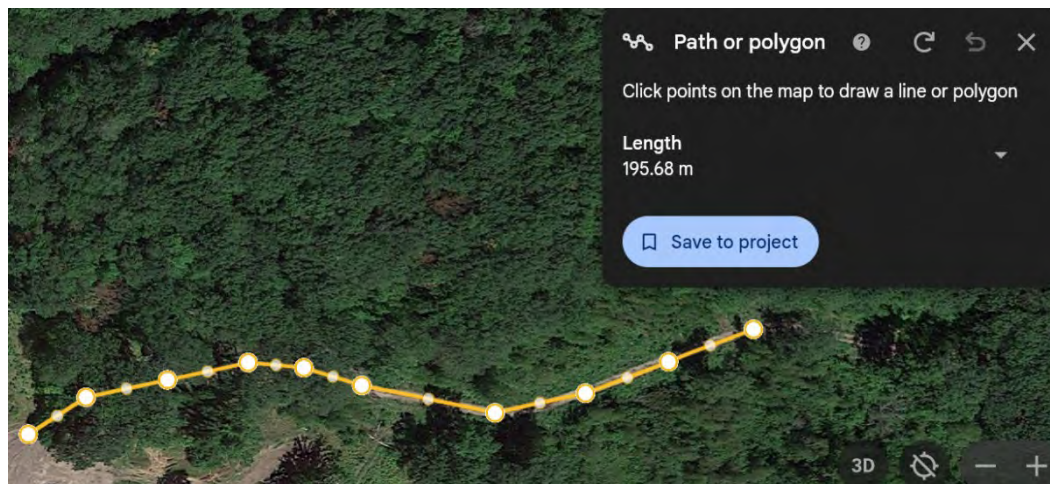 Path or polygon
Click points on the map to draw a line or polygon
Length
195.68 m
Save to project
3D